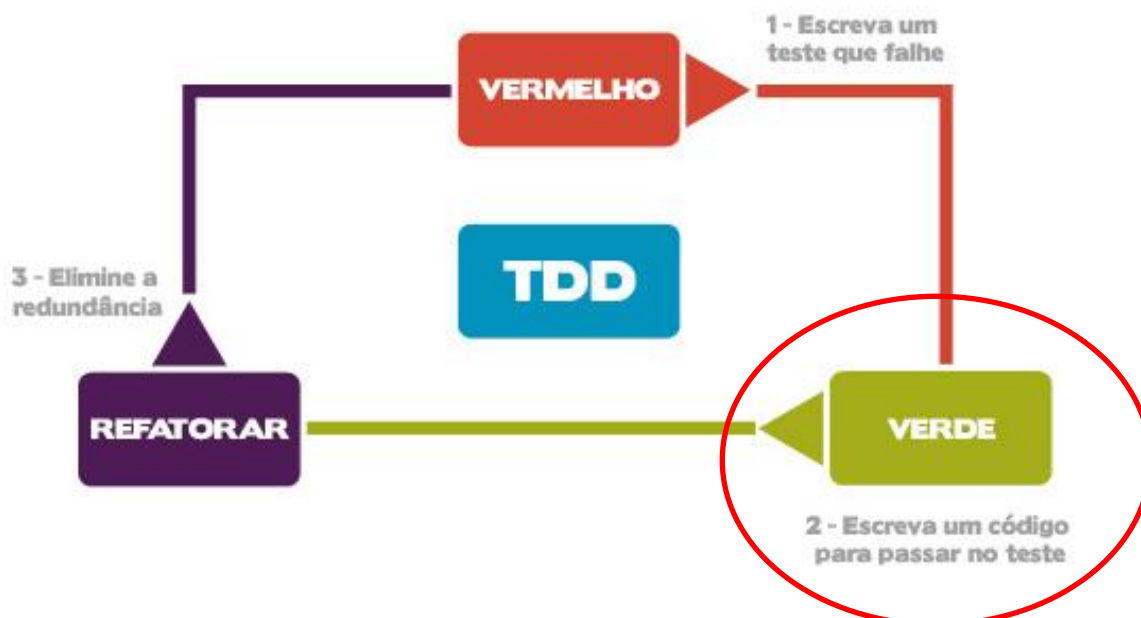 1 - Escreva um
teste que falhe
VERMELHO
TDD
3 - Elimine a
redundância
REFATORAR
VERDE
2 - Escreva um código
para passar no teste